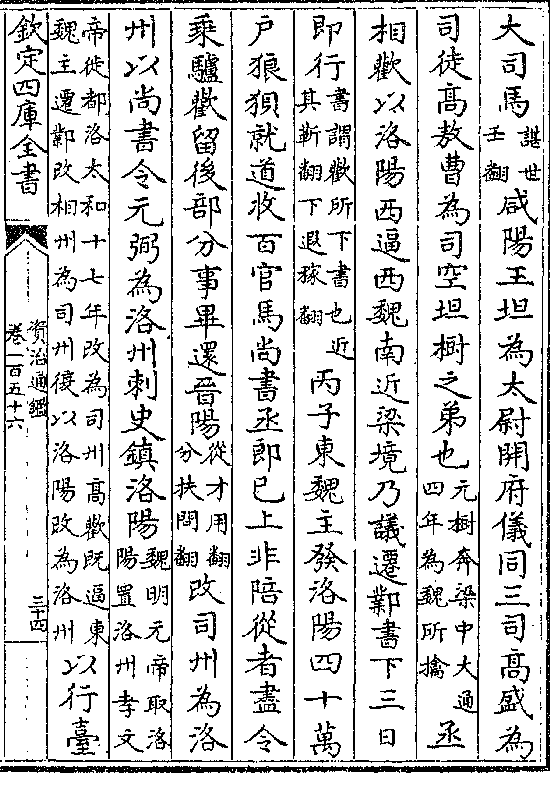 大司馬諶世壬翻咸陽王坦為太尉開府儀同三司髙盛為
司徒髙敖曹為司空坦樹之弟也元樹奔梁中大通四年為魏所擒丞
相歡以洛陽西逼西魏南近梁境乃議遷鄴書下三日
即行書謂歡所下書也近其靳翻下遐稼翻丙子東魏主發洛陽四十萬
户狼狽就道收百官馬尚書丞郎已上非陪從者盡令
乗驢歡留後部分事畢還晉陽從才用翻分扶問翻改司州為洛
州以尚書令元弼為洛州刺史鎮洛陽魏明元帝取洛陽置洛州孝文
帝徙都洛太和十七年改為司州髙歡既逼東魏主遷鄴改相州為司州復以洛陽改為洛州以行臺
欽定四庫全書
資治通鑑
卷一百五十六
三十四